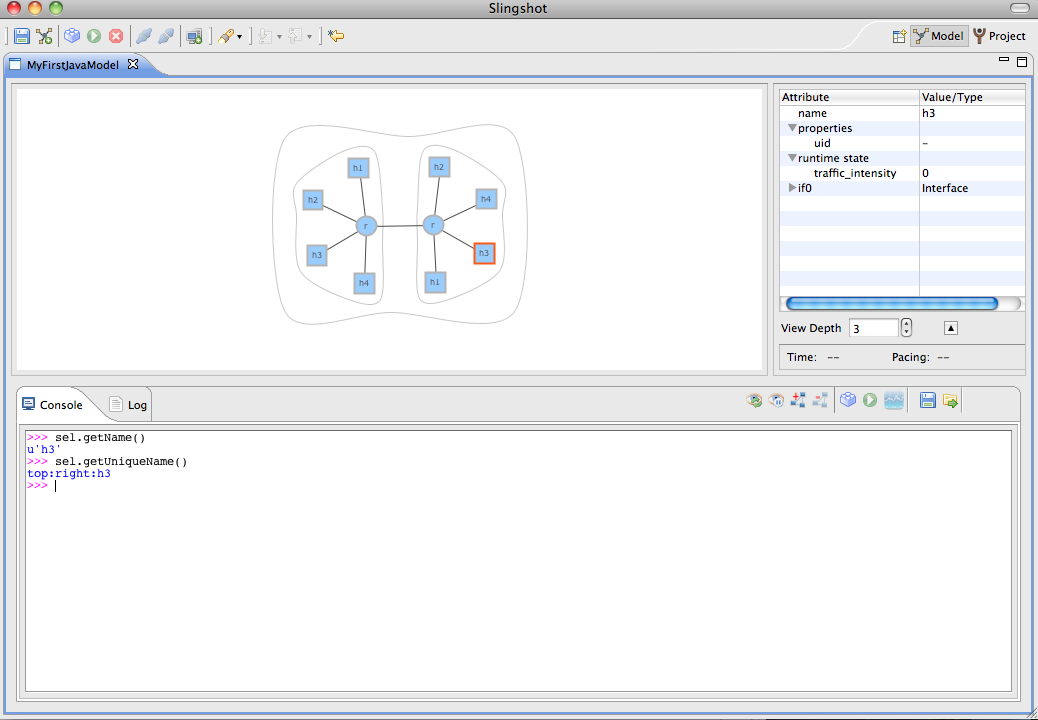 Slingshot
Model Project
MyFirstJavaModel
Attribute Value/Type
name h3
properties
uid -
runtime state
traffic_intensity 0
if0 Interface
h1 h2
h2 h4
r r
h3 h3
h4 h1
View Depth 3
Time: -- Pacing: --
Console Log
>>> sel.getName()
u'h3'
>>> sel.getUniqueName()
top:right:h3
>>>